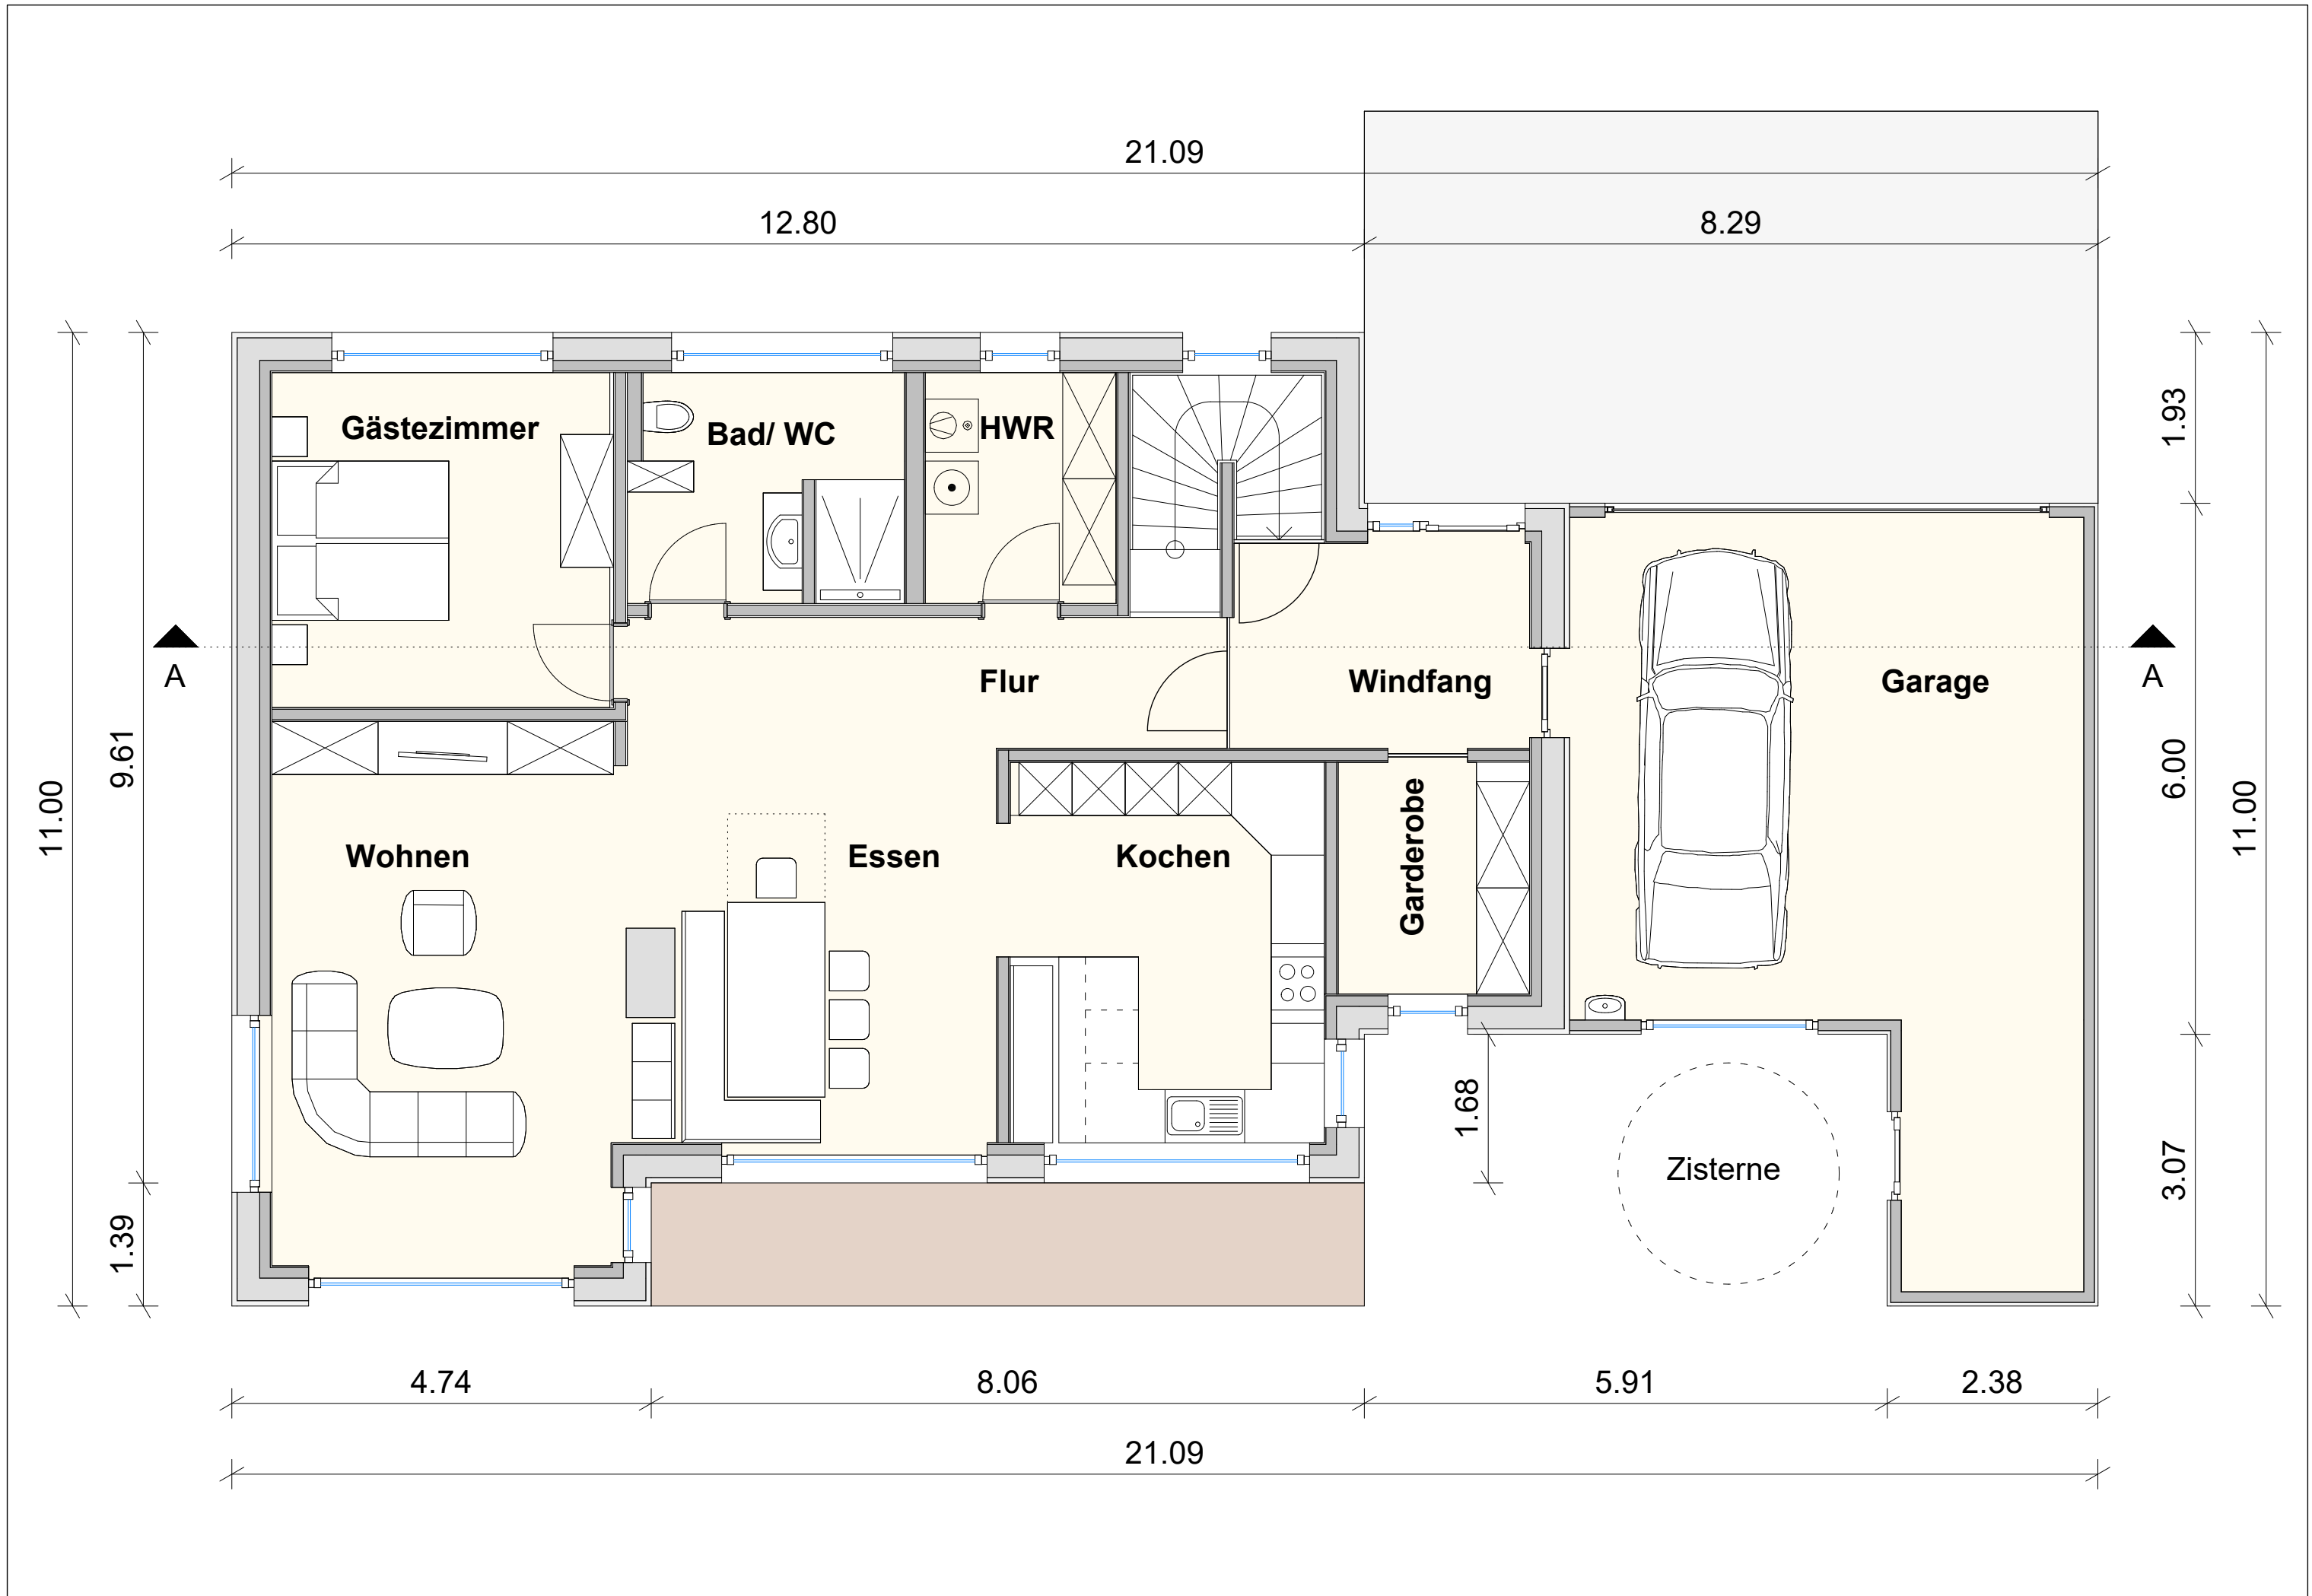 21.09
12.80
8.29
Gästezimmer
Bad/ WC
HWR
1.93
A
Flur
Windfang
Garage
A
9.61
11.00
6.00
11.00
Wohnen
Essen
Kochen
Garderobe
1.68
Zisterne
3.07
1.39
4.74
8.06
5.91
2.38
21.09